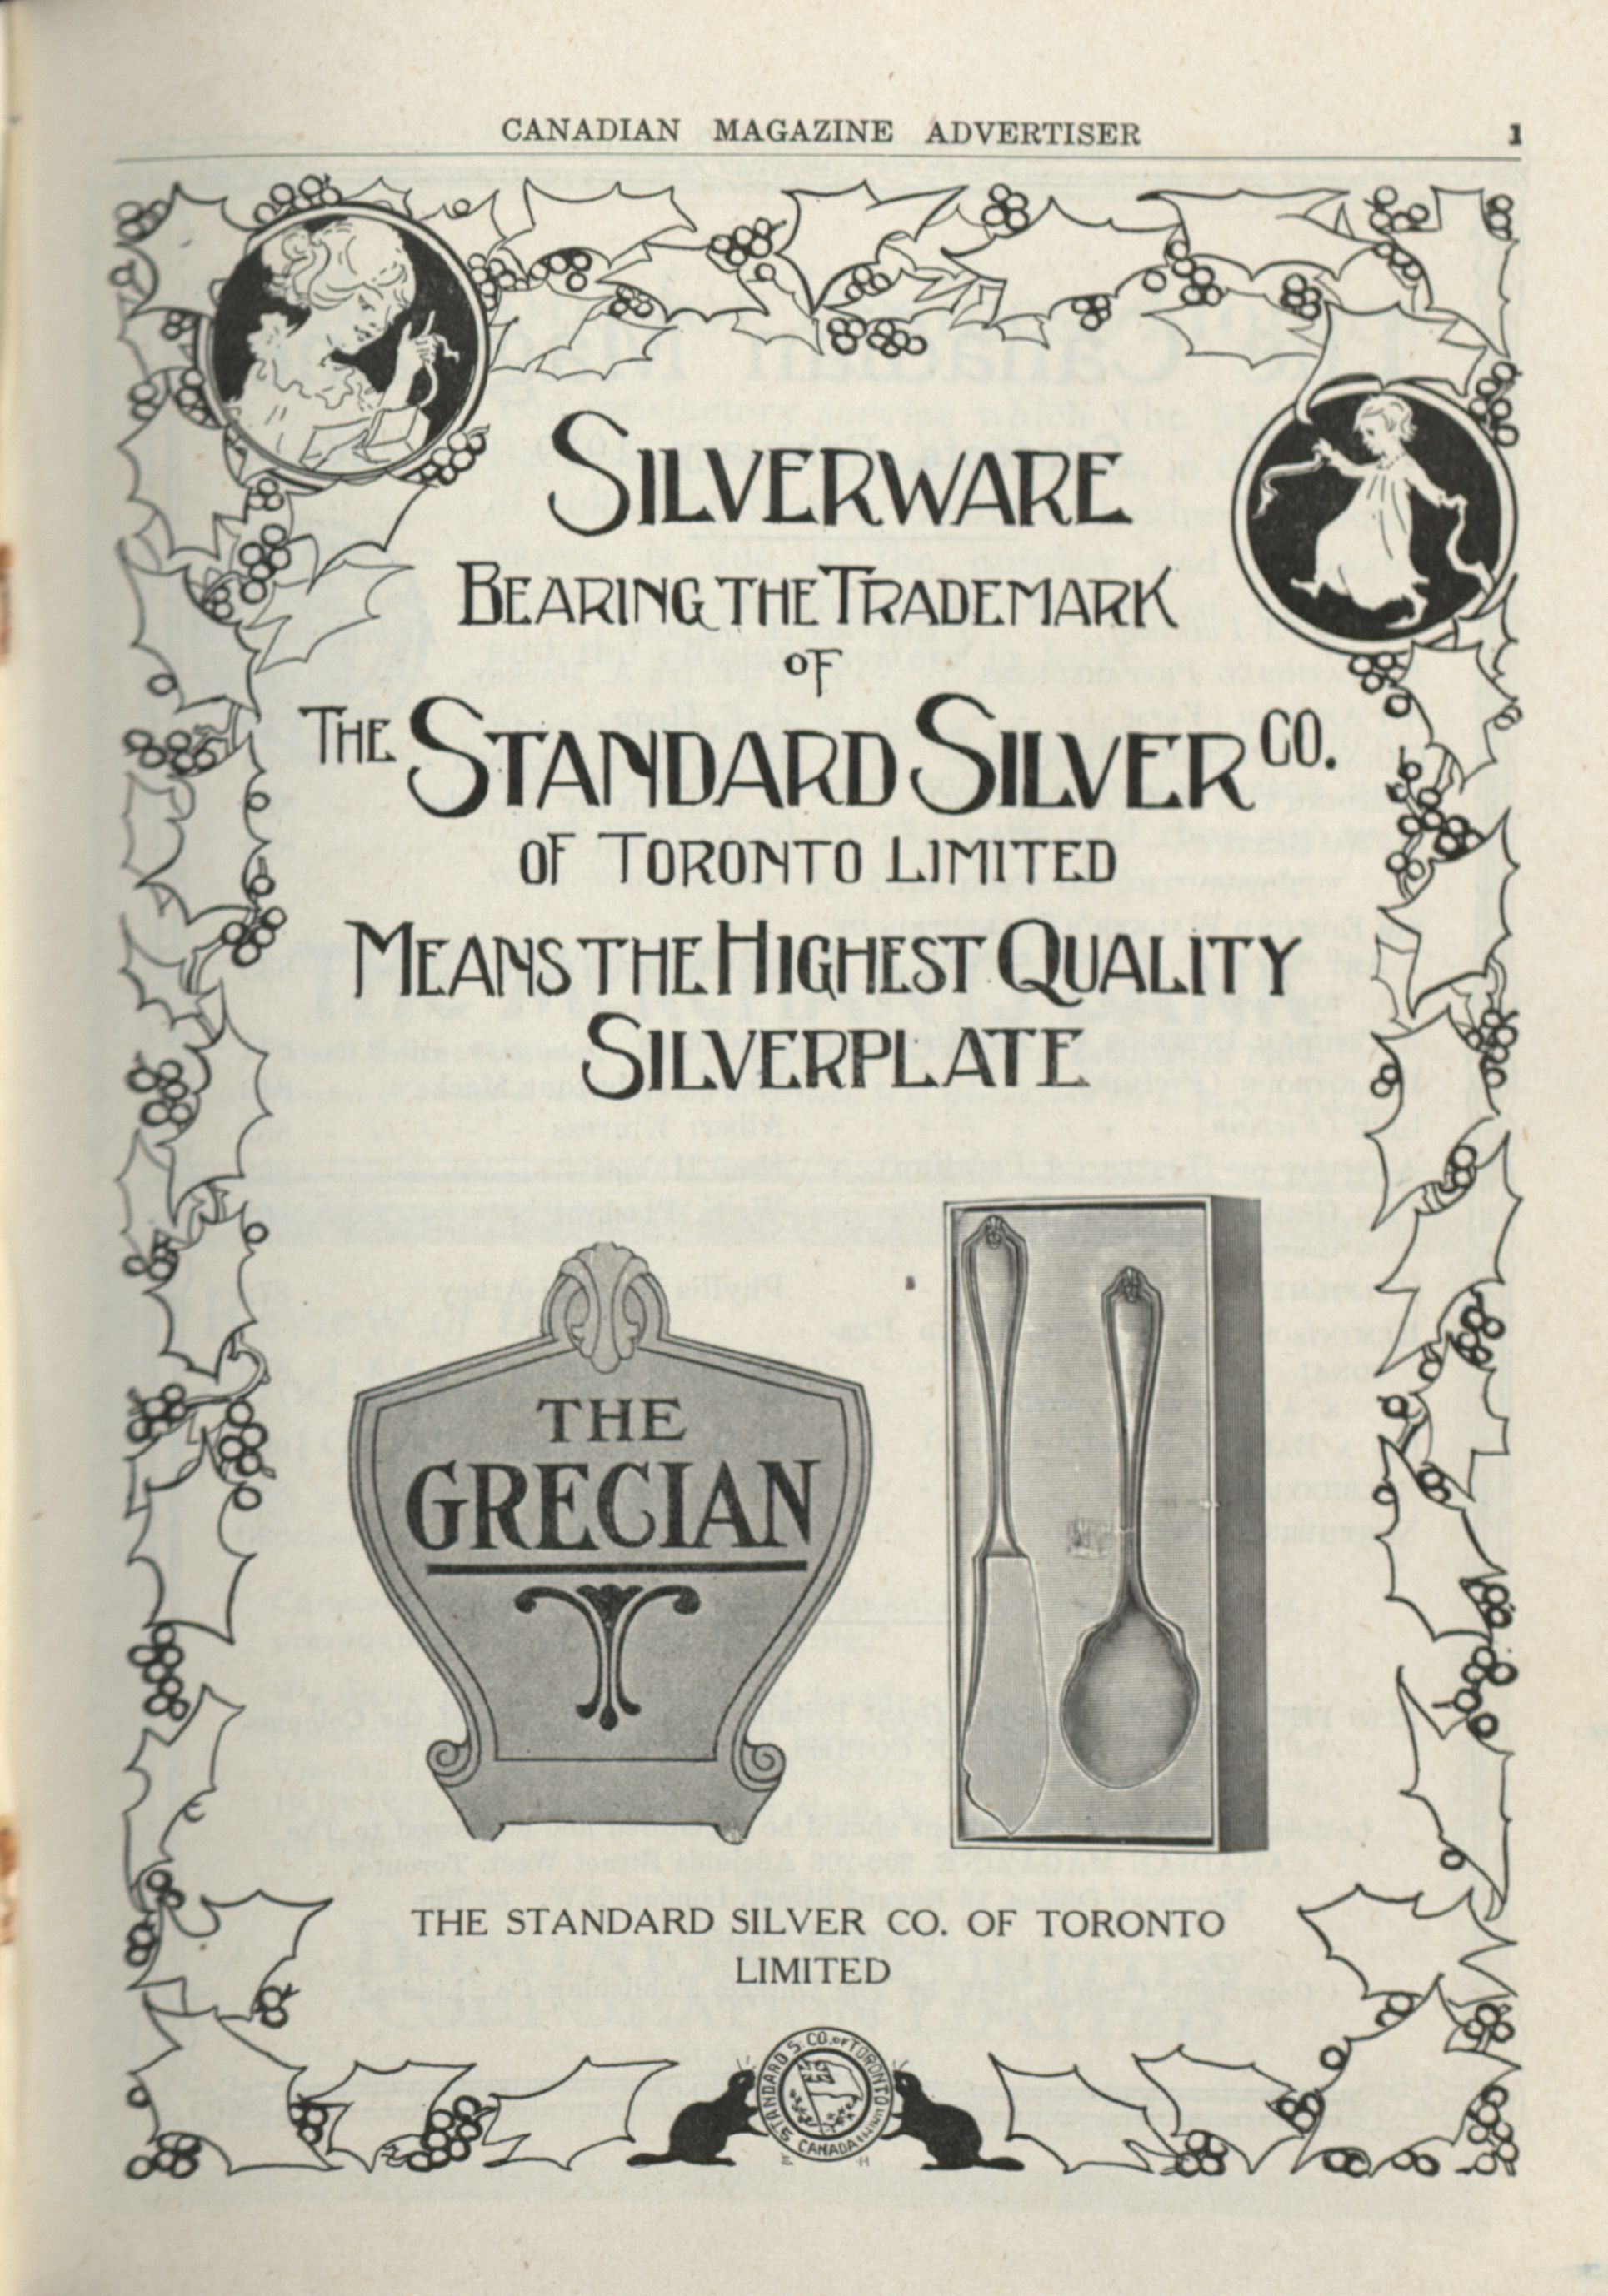 CANADIAN MAGAZINE ADVERTISER 1
SILVERWARE
BEARING THE TRADEMARK
OF
THE STANDARD SILVER CO.
OF TORONTO LIMITED
MEANS THE HIGHEST QUALITY
SILVERPLATE
THE
GRECIAN
THE STANDARD SILVER CO. OF TORONTO
LIMITED
STANDARD S. CO. OF TORONTO LIMITED
CANADA
E H